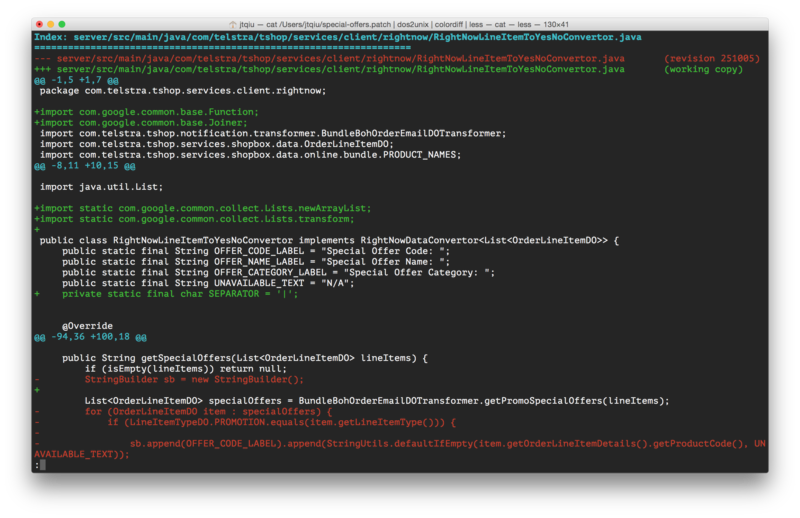 jtqiu — cat /Users/jtqiu/special-offers.patch | dos2unix | colordiff | less — cat — less — 130×41
Index: server/src/main/java/com/telstra/tshop/services/client/rightnow/RightNowLineItemToYesNoConvertor.java
===================================================================
--- server/src/main/java/com/telstra/tshop/services/client/rightnow/RightNowLineItemToYesNoConvertor.java (revision 251005)
+++ server/src/main/java/com/telstra/tshop/services/client/rightnow/RightNowLineItemToYesNoConvertor.java (working copy)
@@ -1,5 +1,7 @@
 package com.telstra.tshop.services.client.rightnow;
+import com.google.common.base.Function;
+import com.google.common.base.Joiner;
 import com.telstra.tshop.notification.transformer.BundleBohOrderEmailDOTransformer;
 import com.telstra.tshop.services.shopbox.data.OrderLineItemDO;
 import com.telstra.tshop.services.shopbox.data.online.bundle.PRODUCT_NAMES;
@@ -8,11 +10,15 @@
 import java.util.List;
+import static com.google.common.collect.Lists.newArrayList;
+import static com.google.common.collect.Lists.transform;
+
 public class RightNowLineItemToYesNoConvertor implements RightNowDataConvertor<List<OrderLineItemDO>> {
     public static final String OFFER_CODE_LABEL = "Special Offer Code: ";
     public static final String OFFER_NAME_LABEL = "Special Offer Name: ";
     public static final String OFFER_CATEGORY_LABEL = "Special Offer Category: ";
     public static final String UNAVAILABLE_TEXT = "N/A";
+    private static final char SEPARATOR = '|';
     @Override
@@ -94,36 +100,18 @@
     public String getSpecialOffers(List<OrderLineItemDO> lineItems) {
         if (isEmpty(lineItems)) return null;
-        StringBuilder sb = new StringBuilder();
+
         List<OrderLineItemDO> specialOffers = BundleBohOrderEmailDOTransformer.getPromoSpecialOffers(lineItems);
-        for (OrderLineItemDO item : specialOffers) {
-            if (LineItemTypeDO.PROMOTION.equals(item.getLineItemType())) {
-
-                sb.append(OFFER_CODE_LABEL).append(StringUtils.defaultIfEmpty(item.getOrderLineItemDetails().getProductCode(), UN
AVAILABLE_TEXT));
: